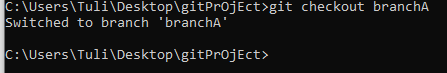 C:\Users\Tuli\Desktop\gitPrOjEct>git checkout branchA
Switched to branch 'branchA'
C:\Users\Tuli\Desktop\gitPrOjEct>